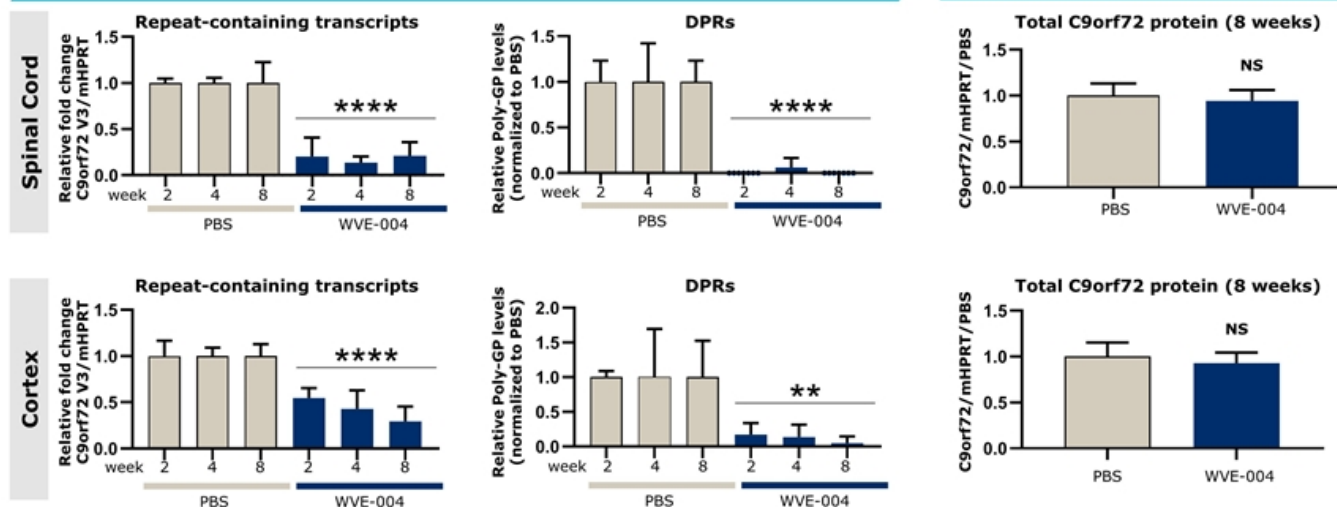 Spinal Cord
Repeat-containing transcripts
Relative fold change
C9orf72 V3/mHPRT
1.5
1.0
0.5
0.0
****
week 2 4 8 2 4 8
PBS WVE-004
DPRs
Relative Poly-GP levels
(normalized to PBS)
1.5
1.0
0.5
0.0
****
2 4 8 2 4 8
PBS WVE-004
Total C9orf72 protein (8 weeks)
C9orf72/mHPRT/PBS
1.5
1.0
0.5
0.0
NS
PBS WVE-004
Cortex
Repeat-containing transcripts
Relative fold change
C9orf72 V3/mHPRT
1.5
1.0
0.5
0.0
****
week 2 4 8 2 4 8
PBS WVE-004
DPRs
Relative Poly-GP levels
(normalized to PBS)
2.0
1.5
1.0
0.5
0.0
**
2 4 8 2 4 8
PBS WVE-004
Total C9orf72 protein (8 weeks)
C9orf72/mHPRT/PBS
1.5
1.0
0.5
0.0
NS
PBS WVE-004